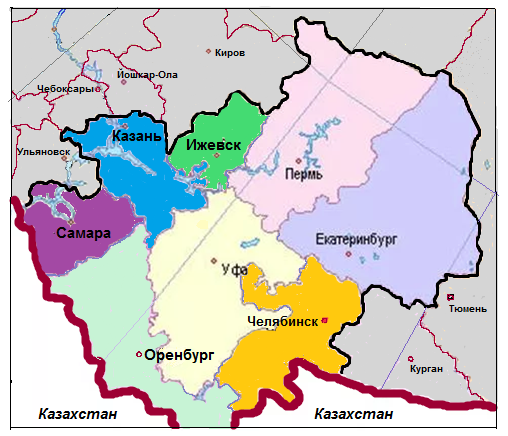 Киров
Йошкар-Ола
Чебоксары
Казань
Ижевск
Ульяновск
Пермь
Самара
Екатеринбург
Уфа
Тюмень
Челябинск
Оренбург
Курган
Казахстан
Казахстан